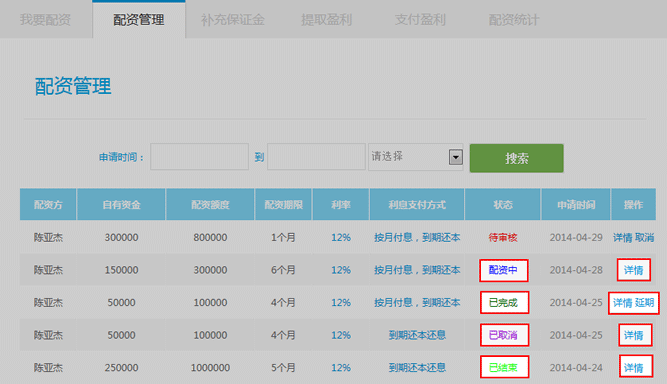 我要配资 配资管理 补充保证金 提取盈利 支付盈利 配资统计
配资管理
申请时间： 到 请选择 搜索
配资方 自有资金 配资额度 配资期限 利率 利息支付方式 状态 申请时间 操作
陈亚杰 300000 800000 1个月 12% 按月付息，到期还本 待审核 2014-04-29 详情 取消
陈亚杰 150000 300000 6个月 12% 按月付息，到期还本 配资中 2014-04-28 详情
陈亚杰 50000 100000 4个月 12% 按月付息，到期还本 已完成 2014-04-25 详情 延期
陈亚杰 50000 100000 4个月 12% 到期还本还息 已取消 2014-04-25 详情
陈亚杰 250000 1000000 5个月 12% 到期还本还息 已结束 2014-04-24 详情